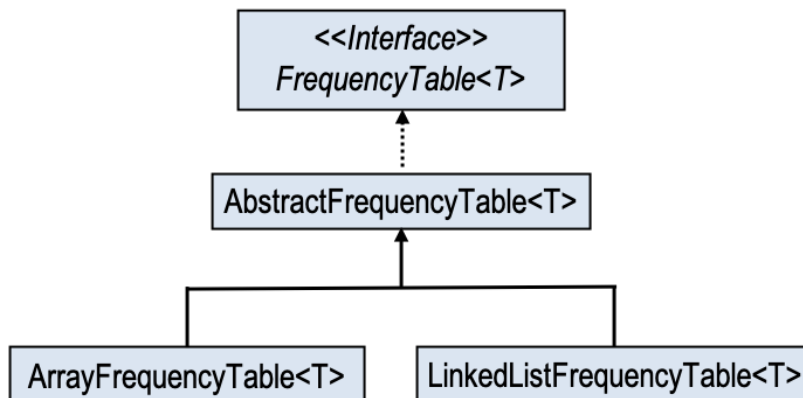 <<Interface>>
FrequencyTable<T>
AbstractFrequencyTable<T>
ArrayFrequencyTable<T>
LinkedListFrequencyTable<T>